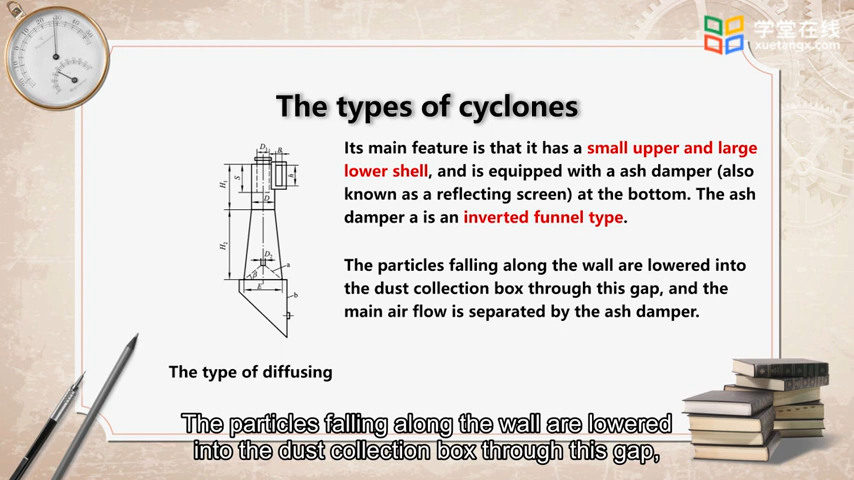 学堂在线
xuetangx.com
The types of cyclones
Its main feature is that it has a small upper and large
lower shell, and is equipped with a ash damper (also
known as a reflecting screen) at the bottom. The ash
damper a is an inverted funnel type.
The particles falling along the wall are lowered into
the dust collection box through this gap, and the
main air flow is separated by the ash damper.
D₁
B
S
h
H₁
D
H₂
D₂
a
β
E
b
The type of diffusing
The particles falling along the wall are lowered
into the dust collection box through this gap,